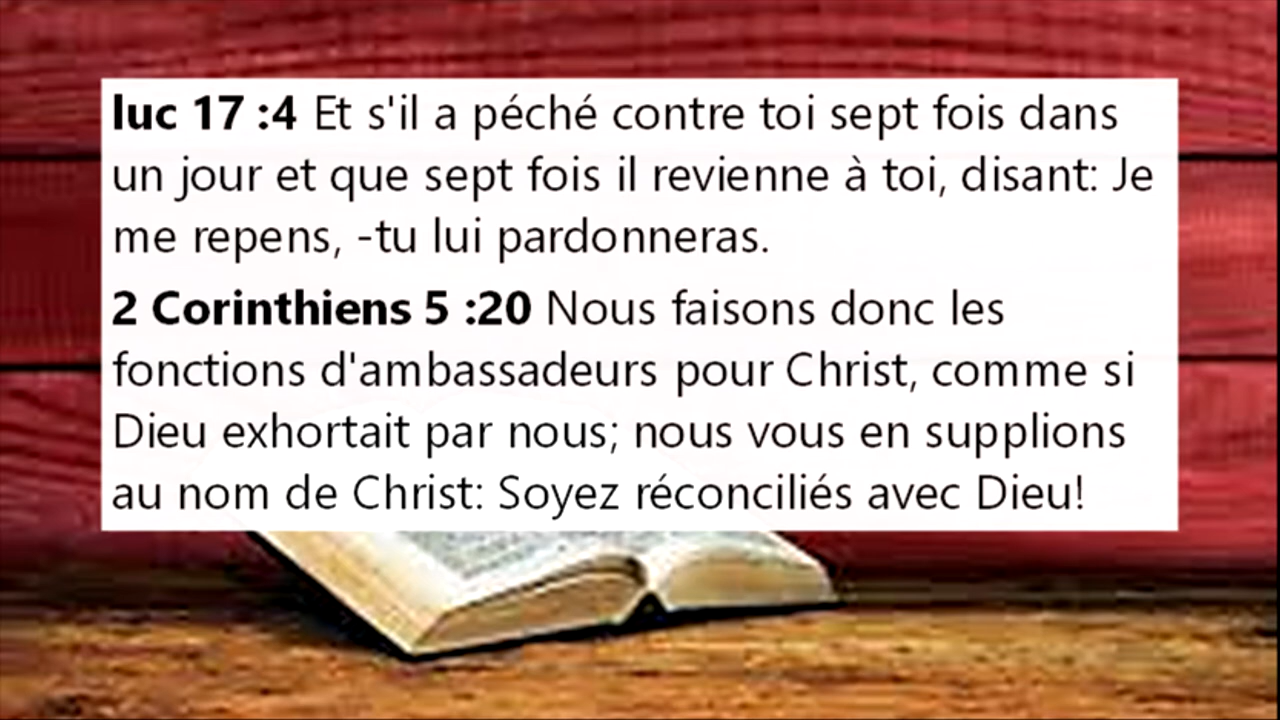 luc 17 :4 Et s'il a péché contre toi sept fois dans
un jour et que sept fois il revienne à toi, disant: Je
me repens, -tu lui pardonneras.
2 Corinthiens 5 :20 Nous faisons donc les
fonctions d'ambassadeurs pour Christ, comme si
Dieu exhortait par nous; nous vous en supplions
au nom de Christ: Soyez réconciliés avec Dieu!